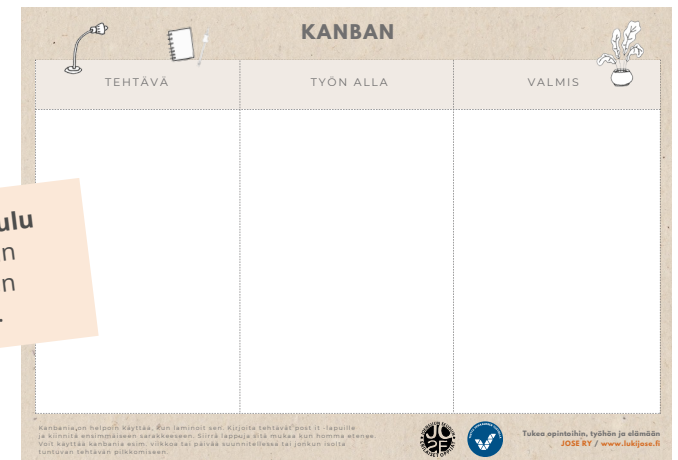 KANBAN
TEHTÄVÄ
TYÖN ALLA
VALMIS
ulu
n
n
.
Kanbania on helpoin käyttää, kun laminoit sen. Kirjoita tehtävät post it -lapuille
ja kiinnitä ensimmäiseen sarakkeeseen. Siirrä lappuja sitä mukaa kun homma etenee.
Voit käyttää kanbania esim. viikkoa tai päivää suunnitellessa tai jonkun isolta
tuntuvan tehtävän pilkkomiseen.
Tukea opintoihin, työhön ja elämään
JOSE RY / www.lukijose.fi